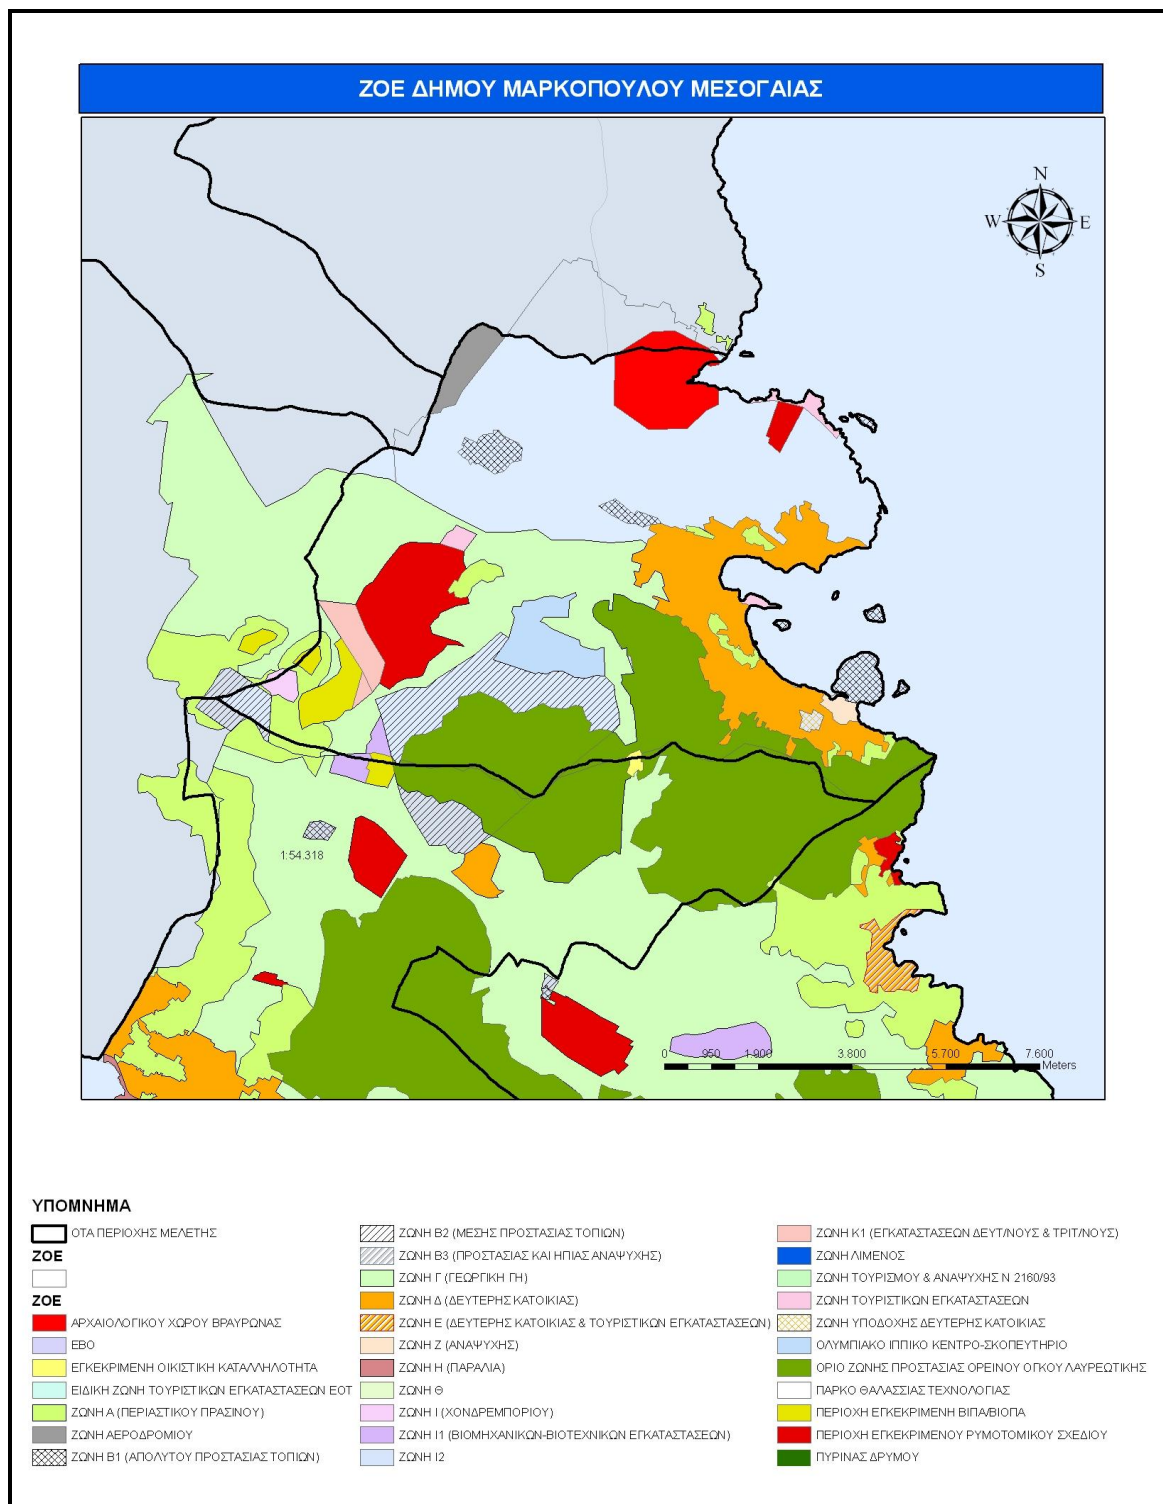 ΖΟΕ ΔΗΜΟΥ ΜΑΡΚΟΠΟΥΛΟΥ ΜΕΣΟΓΑΙΑΣ
N
W E
S
1:54.318
0 950 1.900 3.800 5.700 7.600
Meters
ΥΠΟΜΝΗΜΑ
ΟΤΑ ΠΕΡΙΟΧΗΣ ΜΕΛΕΤΗΣ
ΖΟΕ
ΖΟΕ
ΑΡΧΑΙΟΛΟΓΙΚΟΥ ΧΩΡΟΥ ΒΡΑΥΡΩΝΑΣ
ΕΒΟ
ΕΓΚΕΚΡΙΜΕΝΗ ΟΙΚΙΣΤΙΚΗ ΚΑΤΑΛΛΗΛΟΤΗΤΑ
ΕΙΔΙΚΗ ΖΩΝΗ ΤΟΥΡΙΣΤΙΚΩΝ ΕΓΚΑΤΑΣΤΑΣΕΩΝ ΕΟΤ
ΖΩΝΗ Α (ΠΕΡΙΑΣΤΙΚΟΥ ΠΡΑΣΙΝΟΥ)
ΖΩΝΗ ΑΕΡΟΔΡΟΜΙΟΥ
ΖΩΝΗ Β1 (ΑΠΟΛΥΤΟΥ ΠΡΟΣΤΑΣΙΑΣ ΤΟΠΙΩΝ)
ΖΩΝΗ Β2 (ΜΕΣΗΣ ΠΡΟΣΤΑΣΙΑΣ ΤΟΠΙΩΝ)
ΖΩΝΗ Β3 (ΠΡΟΣΤΑΣΙΑΣ ΚΑΙ ΗΠΙΑΣ ΑΝΑΨΥΧΗΣ)
ΖΩΝΗ Γ (ΓΕΩΡΓΙΚΗ ΓΗ)
ΖΩΝΗ Δ (ΔΕΥΤΕΡΗΣ ΚΑΤΟΙΚΙΑΣ)
ΖΩΝΗ Ε (ΔΕΥΤΕΡΗΣ ΚΑΤΟΙΚΙΑΣ & ΤΟΥΡΙΣΤΙΚΩΝ ΕΓΚΑΤΑΣΤΑΣΕΩΝ)
ΖΩΝΗ Ζ (ΑΝΑΨΥΧΗΣ)
ΖΩΝΗ Η (ΠΑΡΑΛΙΑ)
ΖΩΝΗ Θ
ΖΩΝΗ Ι (ΧΟΝΔΡΕΜΠΟΡΙΟΥ)
ΖΩΝΗ Ι1 (ΒΙΟΜΗΧΑΝΙΚΩΝ-ΒΙΟΤΕΧΝΙΚΩΝ ΕΓΚΑΤΑΣΤΑΣΕΩΝ)
ΖΩΝΗ Ι2
ΖΩΝΗ Κ1 (ΕΓΚΑΤΑΣΤΑΣΕΩΝ ΔΕΥΤ/ΝΟΥΣ & ΤΡΙΤ/ΝΟΥΣ)
ΖΩΝΗ ΛΙΜΕΝΟΣ
ΖΩΝΗ ΤΟΥΡΙΣΜΟΥ & ΑΝΑΨΥΧΗΣ Ν 2160/93
ΖΩΝΗ ΤΟΥΡΙΣΤΙΚΩΝ ΕΓΚΑΤΑΣΤΑΣΕΩΝ
ΖΩΝΗ ΥΠΟΔΟΧΗΣ ΔΕΥΤΕΡΗΣ ΚΑΤΟΙΚΙΑΣ
ΟΛΥΜΠΙΑΚΟ ΙΠΠΙΚΟ ΚΕΝΤΡΟ-ΣΚΟΠΕΥΤΗΡΙΟ
ΟΡΙΟ ΖΩΝΗΣ ΠΡΟΣΤΑΣΙΑΣ ΟΡΕΙΝΟΥ ΟΓΚΟΥ ΛΑΥΡΕΩΤΙΚΗΣ
ΠΑΡΚΟ ΘΑΛΑΣΣΙΑΣ ΤΕΧΝΟΛΟΓΙΑΣ
ΠΕΡΙΟΧΗ ΕΓΚΕΚΡΙΜΕΝΗ ΒΙΠΑ/ΒΙΟΠΑ
ΠΕΡΙΟΧΗ ΕΓΚΕΚΡΙΜΕΝΟΥ ΡΥΜΟΤΟΜΙΚΟΥ ΣΧΕΔΙΟΥ
ΠΥΡΙΝΑΣ ΔΡΥΜΟΥ